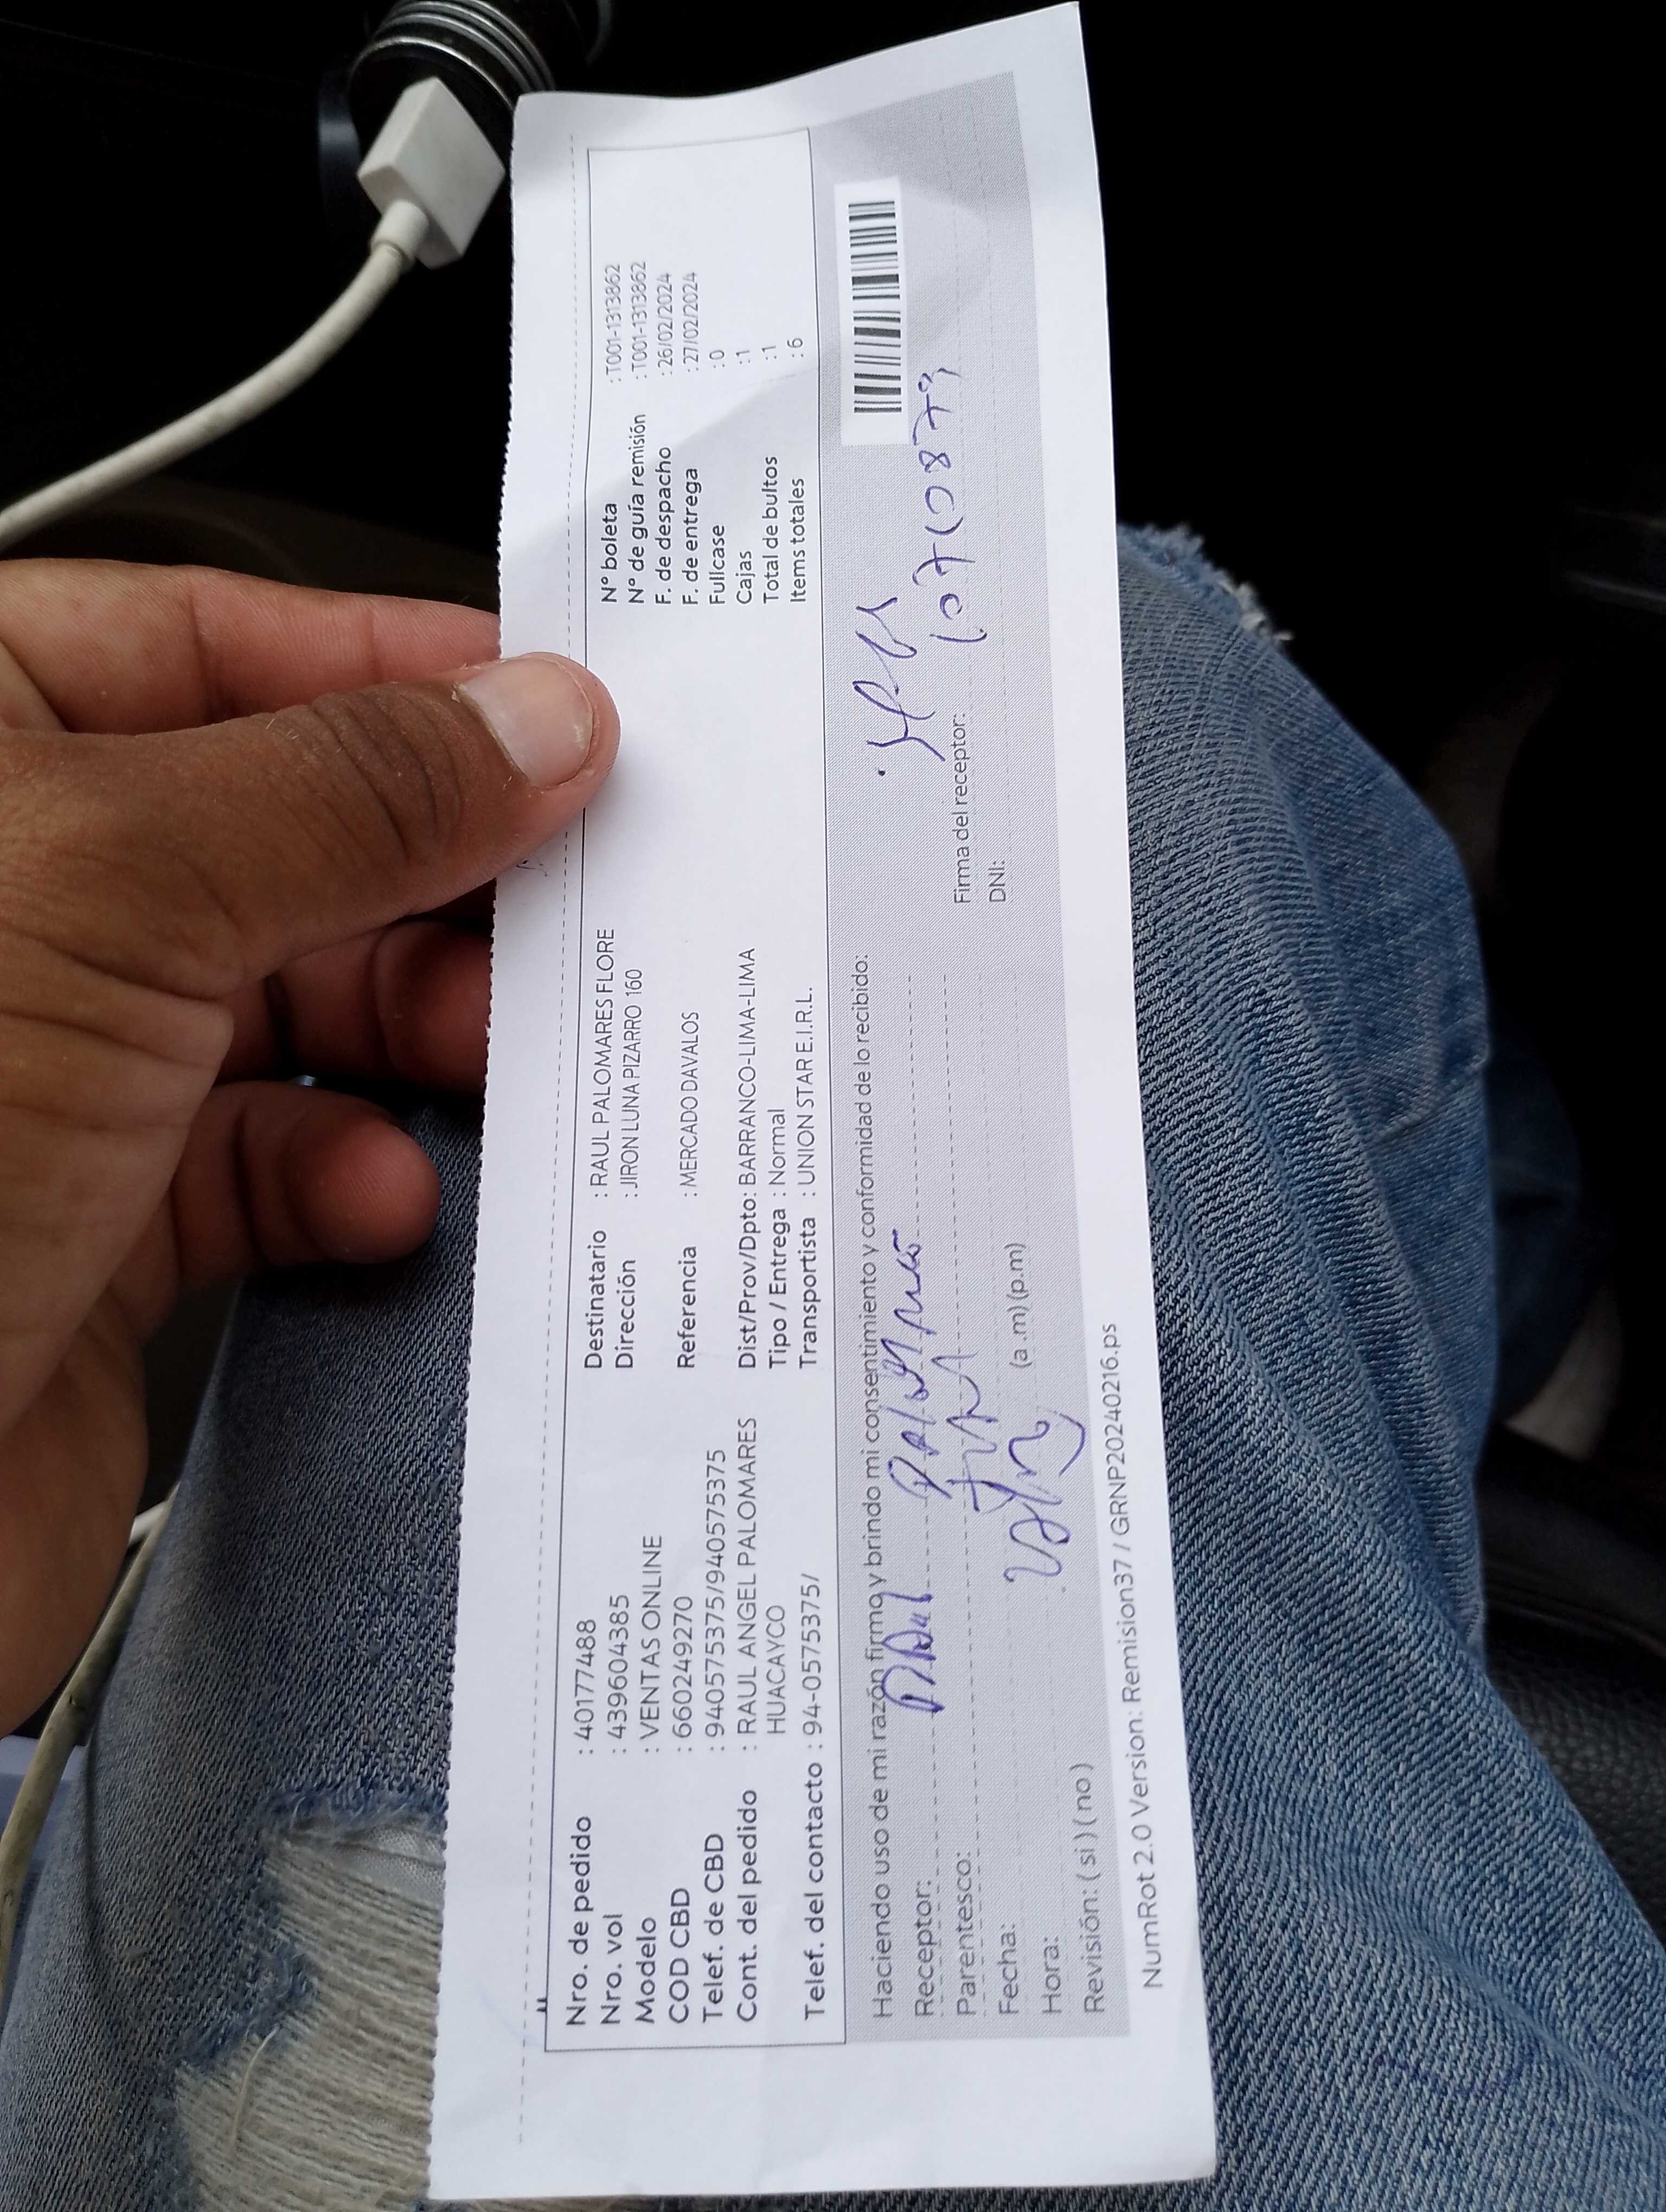 Nro. de pedido : 40177488
Nro. vol : 439604385
Modelo : VENTAS ONLINE
COD CBD : 660249270
Telef. de CBD : 940575375/940575375
Cont. del pedido : RAUL ANGEL PALOMARES
HUACAYCO
Telef. del contacto : 94-0575375/
Destinatario : RAUL PALOMARES FLORE
Dirección : JIRON LUNA PIZARRO 160
Referencia : MERCADO DAVALOS
Dist/Prov/Dpto: BARRANCO-LIMA-LIMA
Tipo / Entrega : Normal
Transportista : UNION STAR E.I.R.L.
N° boleta : T001-1313862
N° de guía remisión : T001-1313862
F. de despacho : 26/02/2024
F. de entrega : 27/02/2024
Fullcase : 0
Cajas : 1
Total de bultos : 1
Items totales : 6
Haciendo uso de mi razón firmo y brindo mi consentimiento y conformidad de lo recibido:
Receptor: Raul Palomares
Parentesco:
Fecha:
Hora: (a .m) (p.m)
Revisión: ( si ) ( no )
Firma del receptor:
DNI:
NumRot 2.0 Version: Remision37 / GRNP20240216.ps